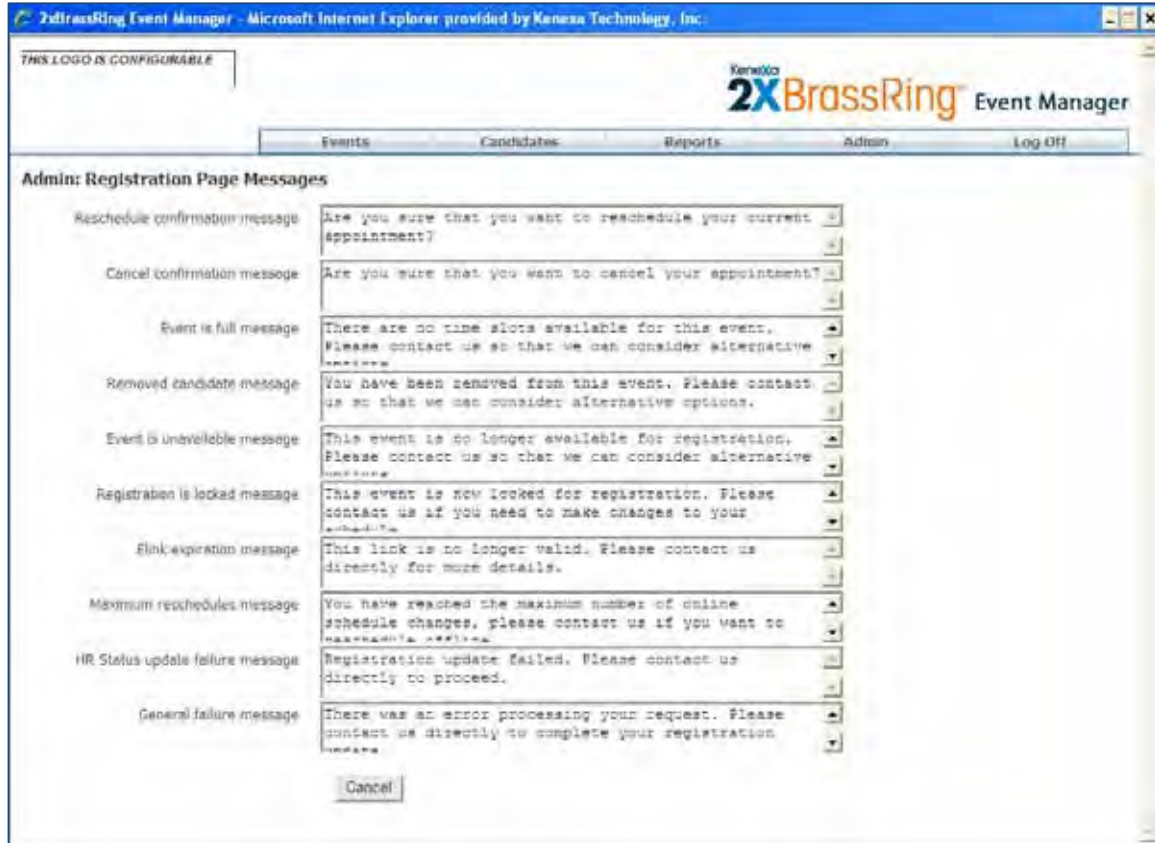 2xBrassRing Event Manager - Microsoft Internet Explorer provided by Kenexa Technology, Inc
THIS LOGO IS CONFIGURABLE
Kenexa
2XBrassRing Event Manager
Events Candidates Reports Admin Log Off
Admin: Registration Page Messages
Reschedule confirmation message
Are you sure that you want to reschedule your current
appointment?
Cancel confirmation message
Are you sure that you want to cancel your appointment?
Event is full message
There are no time slots available for this event.
Please contact us so that we can consider alternative
Removed candidate message
You have been removed from this event. Please contact
us so that we can consider alternative options.
Event is unavailable message
This event is no longer available for registration.
Please contact us so that we can consider alternative
Registration is locked message
This event is now locked for registration. Please
contact us if you need to make changes to your
Elink expiration message
This link is no longer valid. Please contact us
directly for more details.
Maximum reschedules message
You have reached the maximum number of online
schedule changes, please contact us if you want to
reschedule offline
HR Status update failure message
Registration update failed. Please contact us
directly to proceed.
General failure message
There was an error processing your request. Please
contact us directly to complete your registration
Cancel